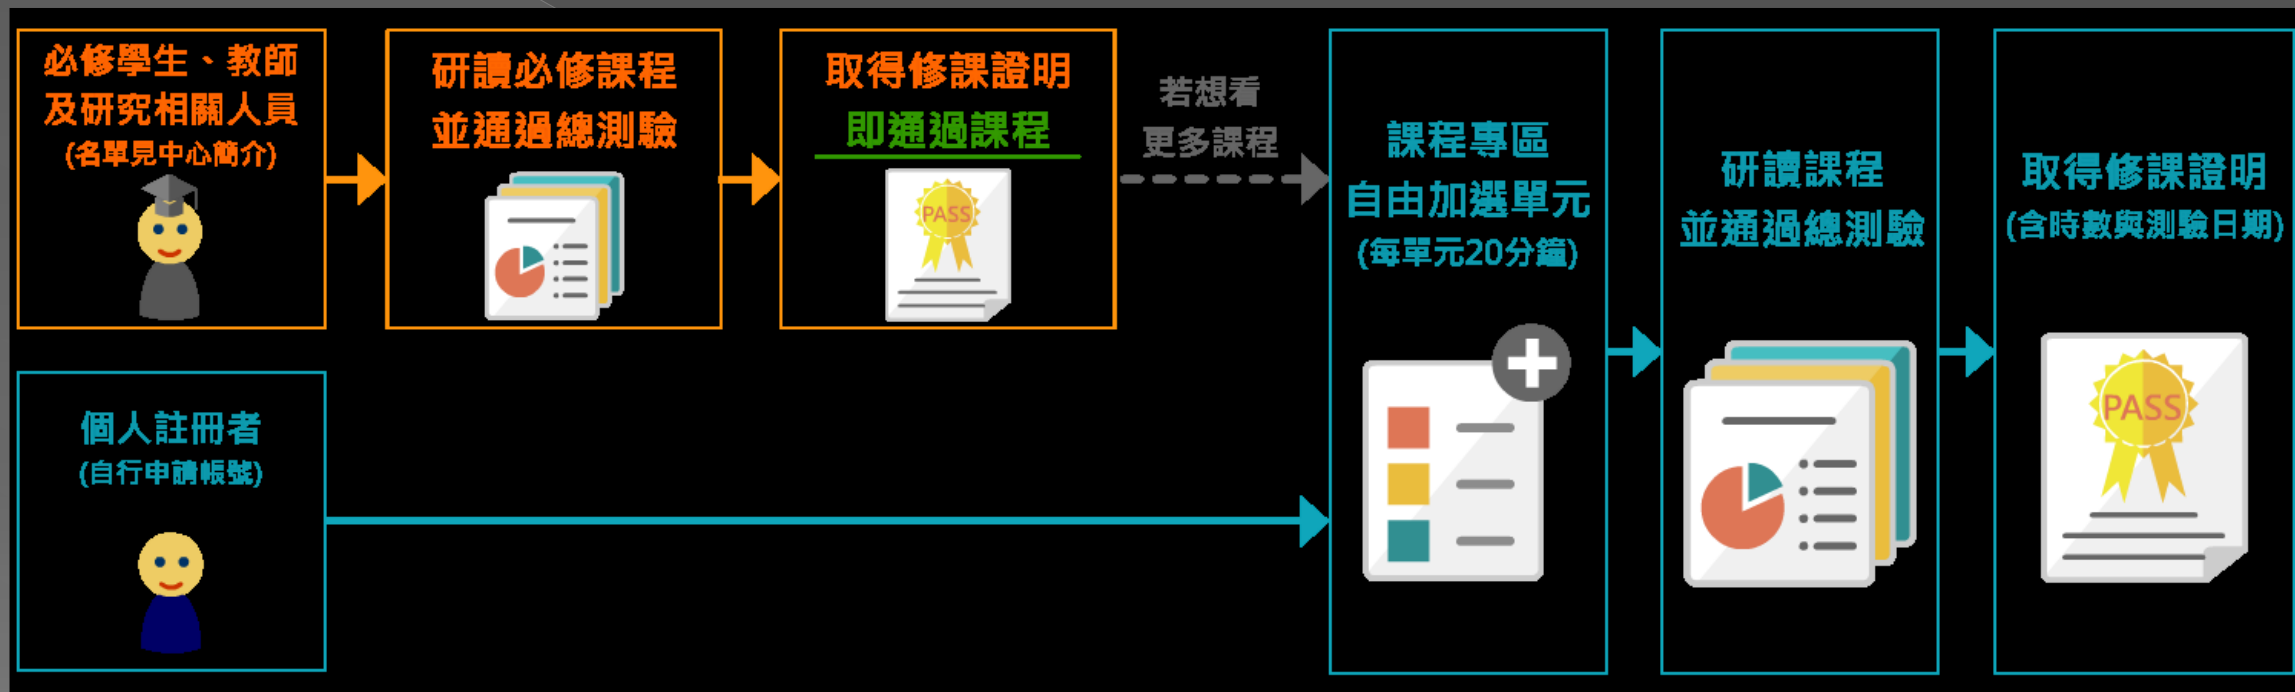 必修學生、教師
及研究相關人員
(名單見中心簡介)
研讀必修課程
並通過總測驗
取得修課證明
即通過課程
PASS
若想看
更多課程
個人註冊者
(自行申請帳號)
課程專區
自由加選單元
(每單元20分鐘)
研讀課程
並通過總測驗
取得修課證明
(含時數與測驗日期)
PASS